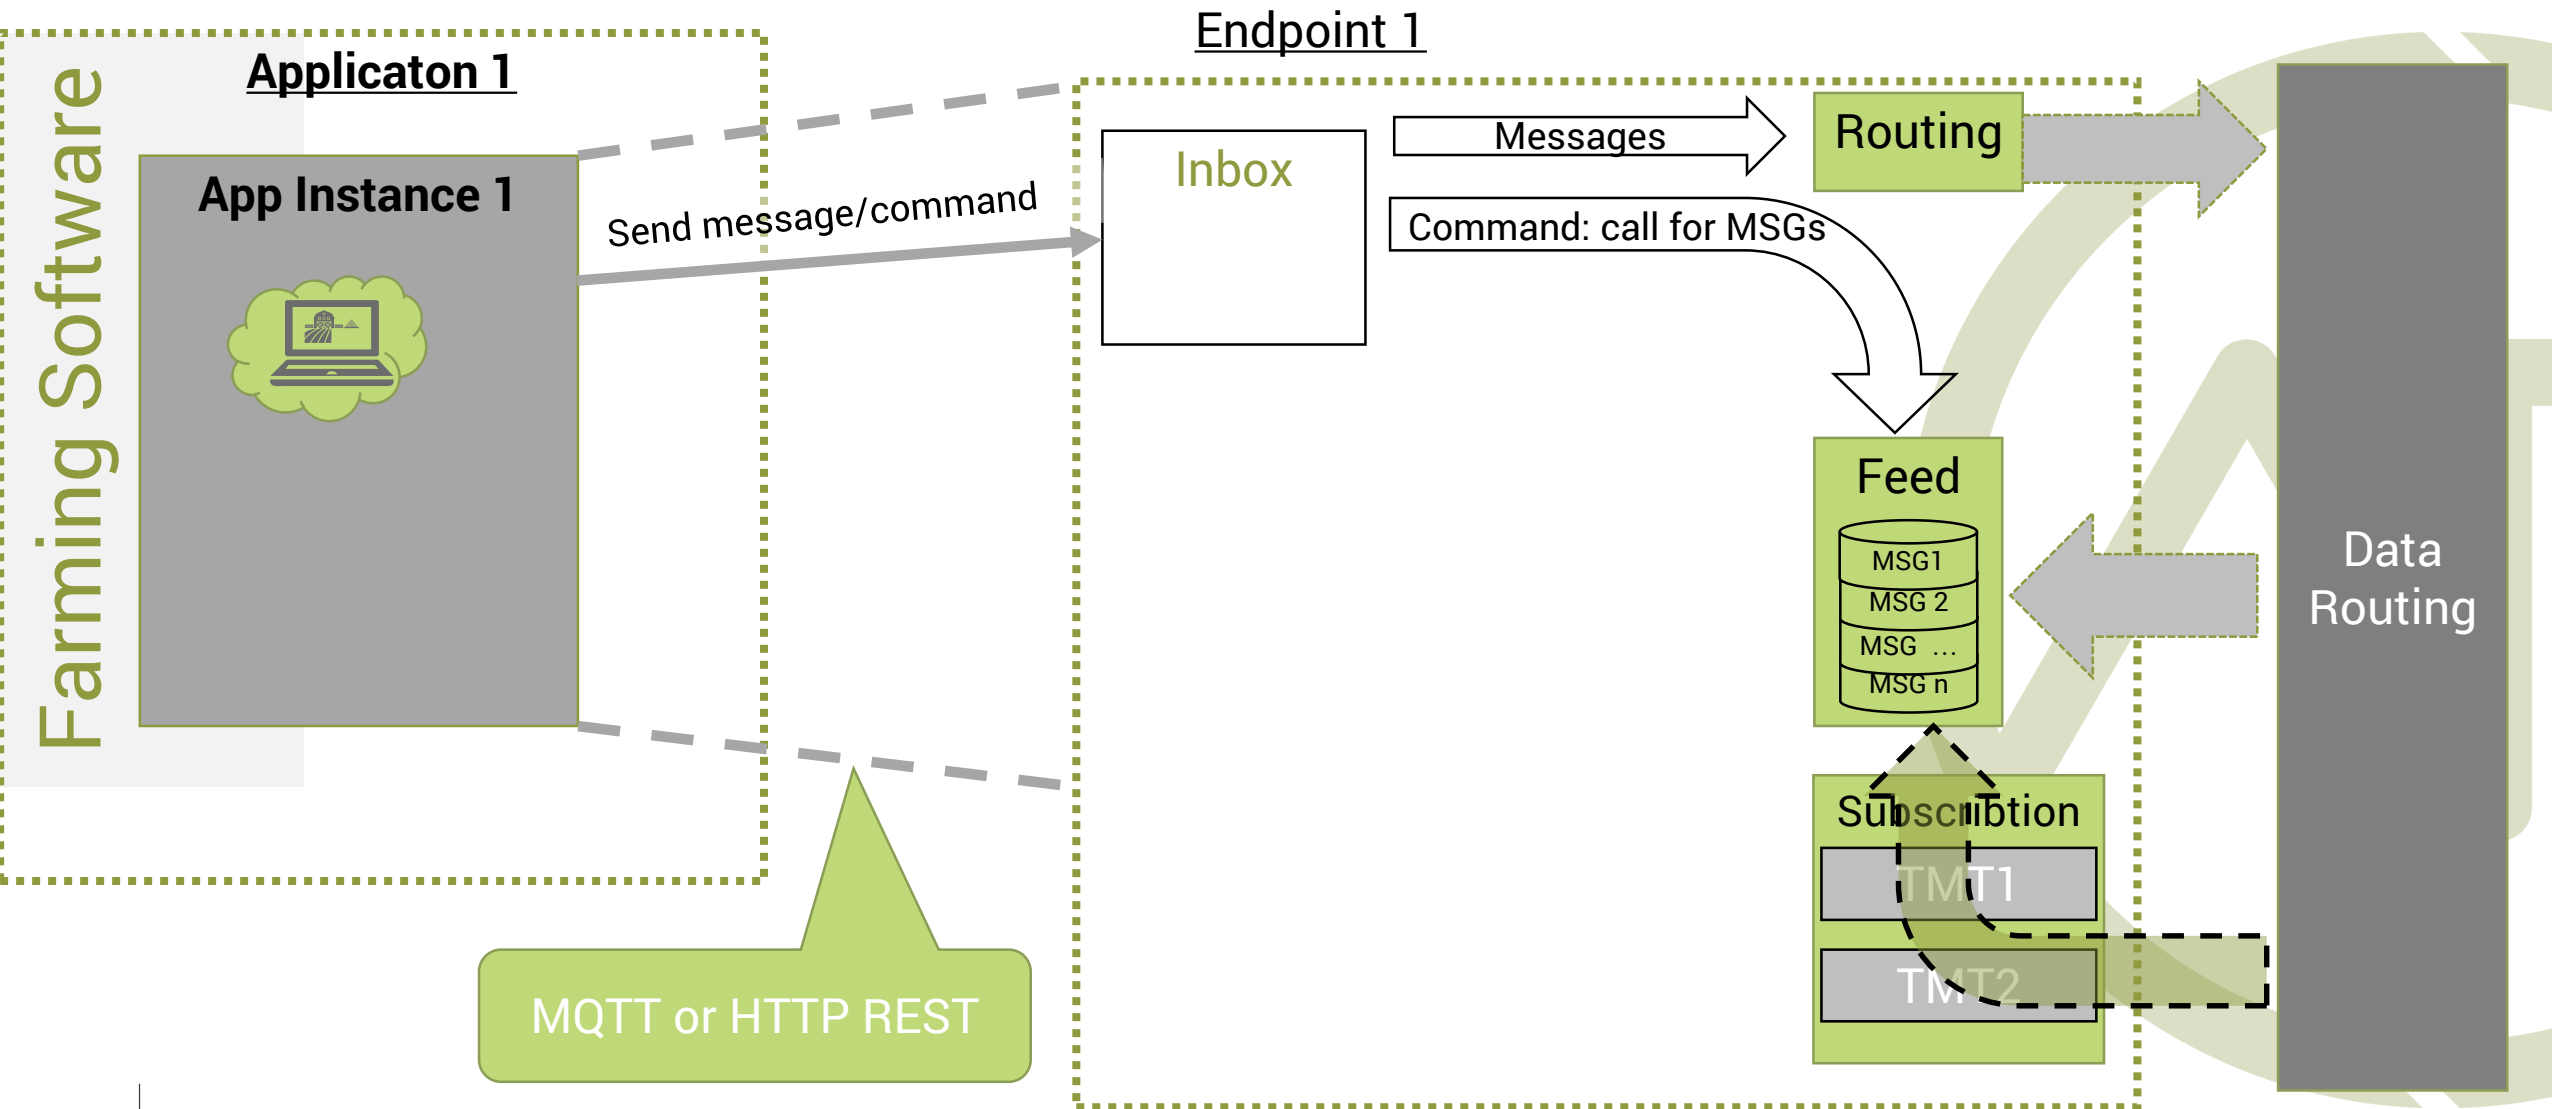 Endpoint 1
Applicaton 1
Farming Software
App Instance 1
Send message/command
Inbox
Messages
Routing
Command: call for MSGs
Feed
MSG1
MSG 2
MSG ...
MSG n
Data
Routing
Subscribtion
TMT1
TMT2
MQTT or HTTP REST